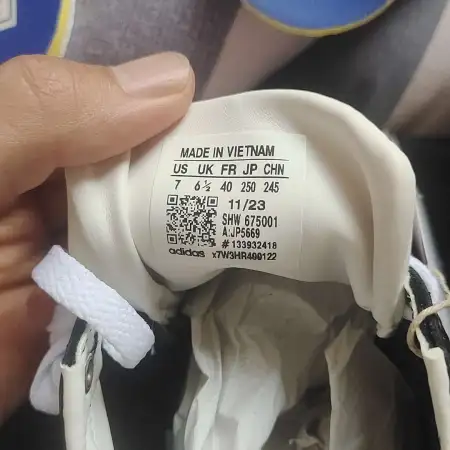 MADE IN VIETNAM
US UK FR JP CHN
7 6½ 40 250 245
11/23
SHW 675001
A:JP5669
# 133932418
adidas x7W3HR400122